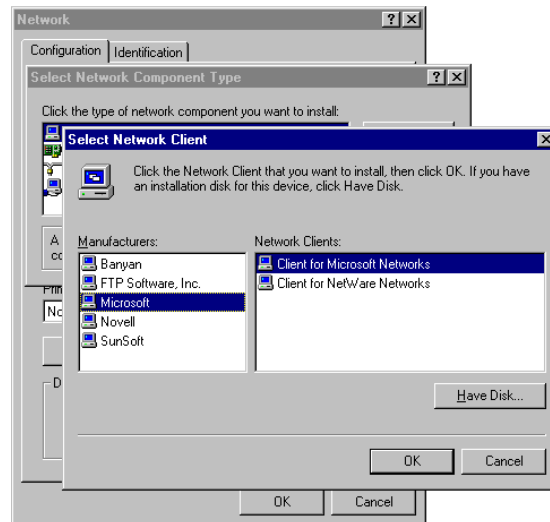 Network
Configuration
Identification
Select Network Component Type
Click the type of network component you want to install:
Select Network Client
Click the Network Client that you want to install, then click OK. If you have
an installation disk for this device, click Have Disk.
A
Manufacturers:
Network Clients:
Banyan
FTP Software, Inc.
Microsoft
Novell
SunSoft
Client for Microsoft Networks
Client for NetWare Networks
D
Have Disk...
OK
Cancel
OK
Cancel